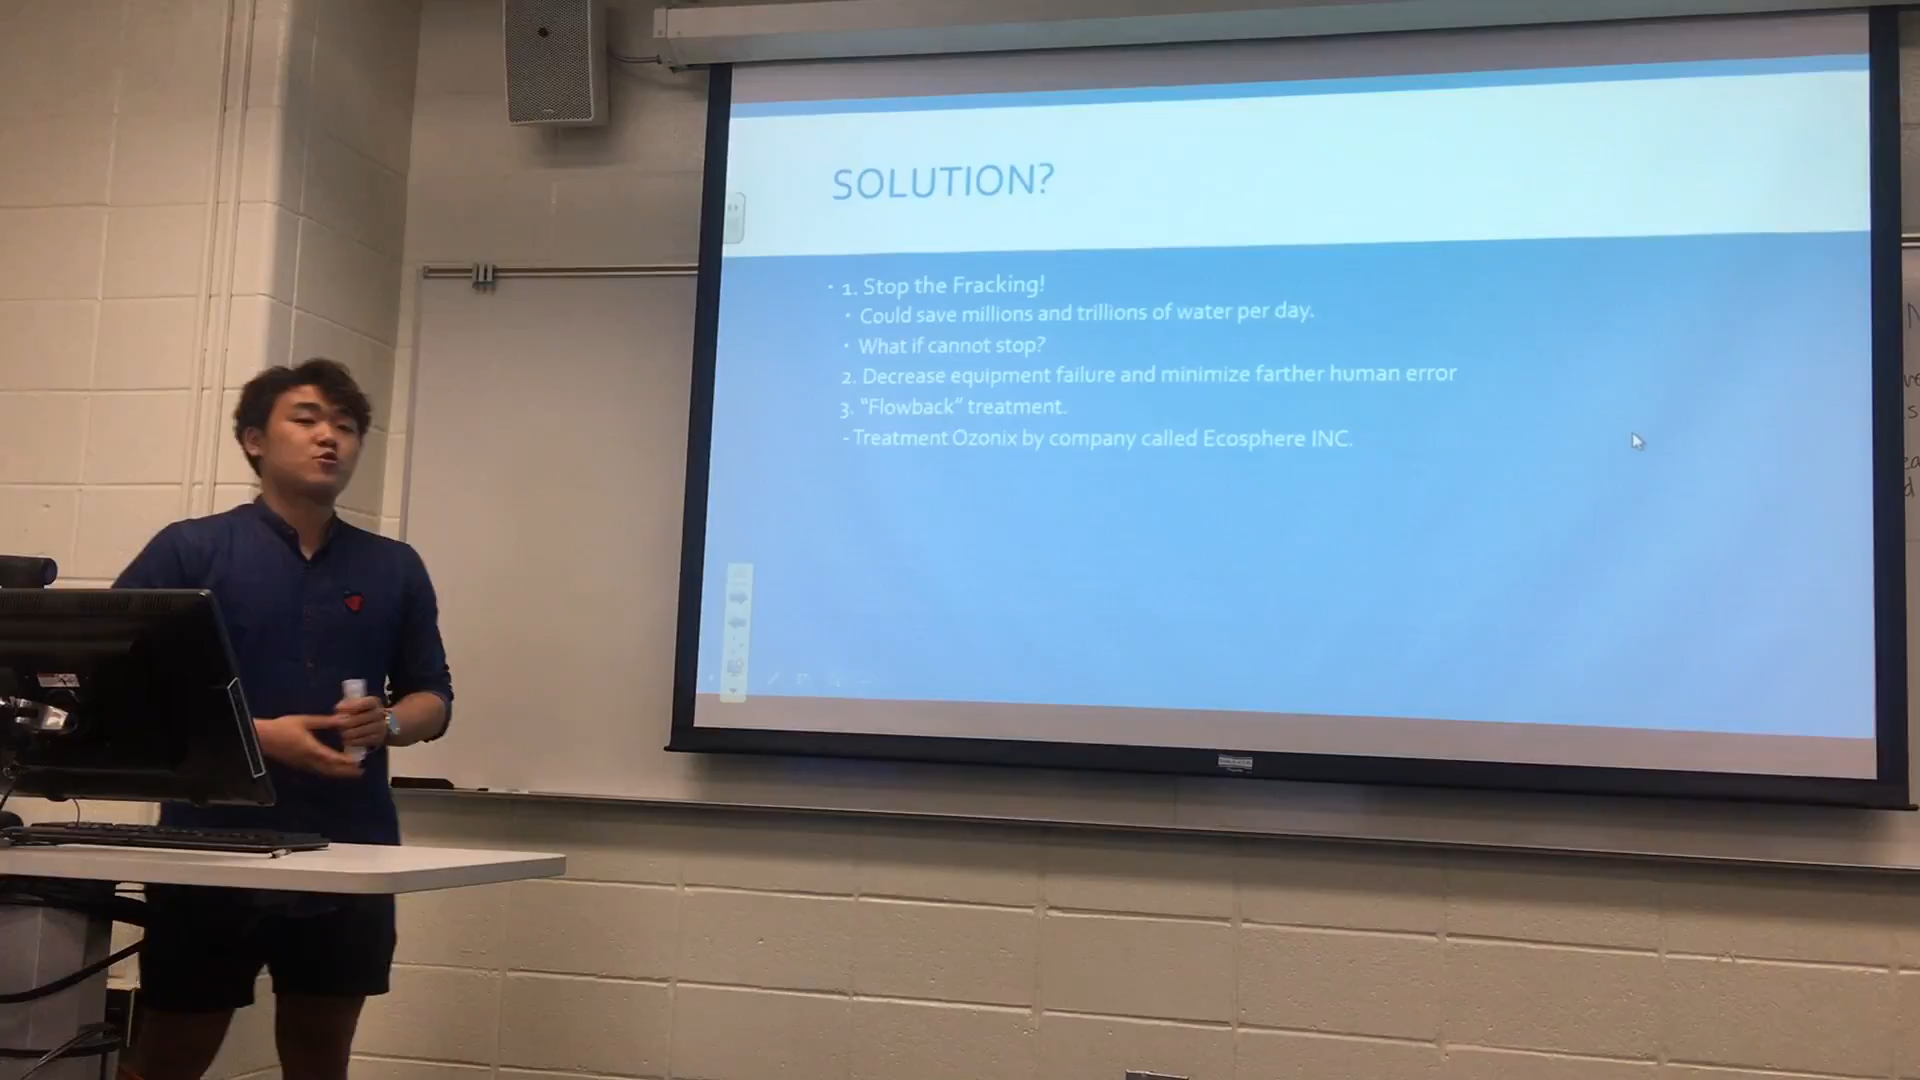 SOLUTION?
• 1. Stop the Fracking!
• Could save millions and trillions of water per day.
• What if cannot stop?
2. Decrease equipment failure and minimize farther human error
3. “Flowback” treatment.
- Treatment Ozonix by company called Ecosphere INC.